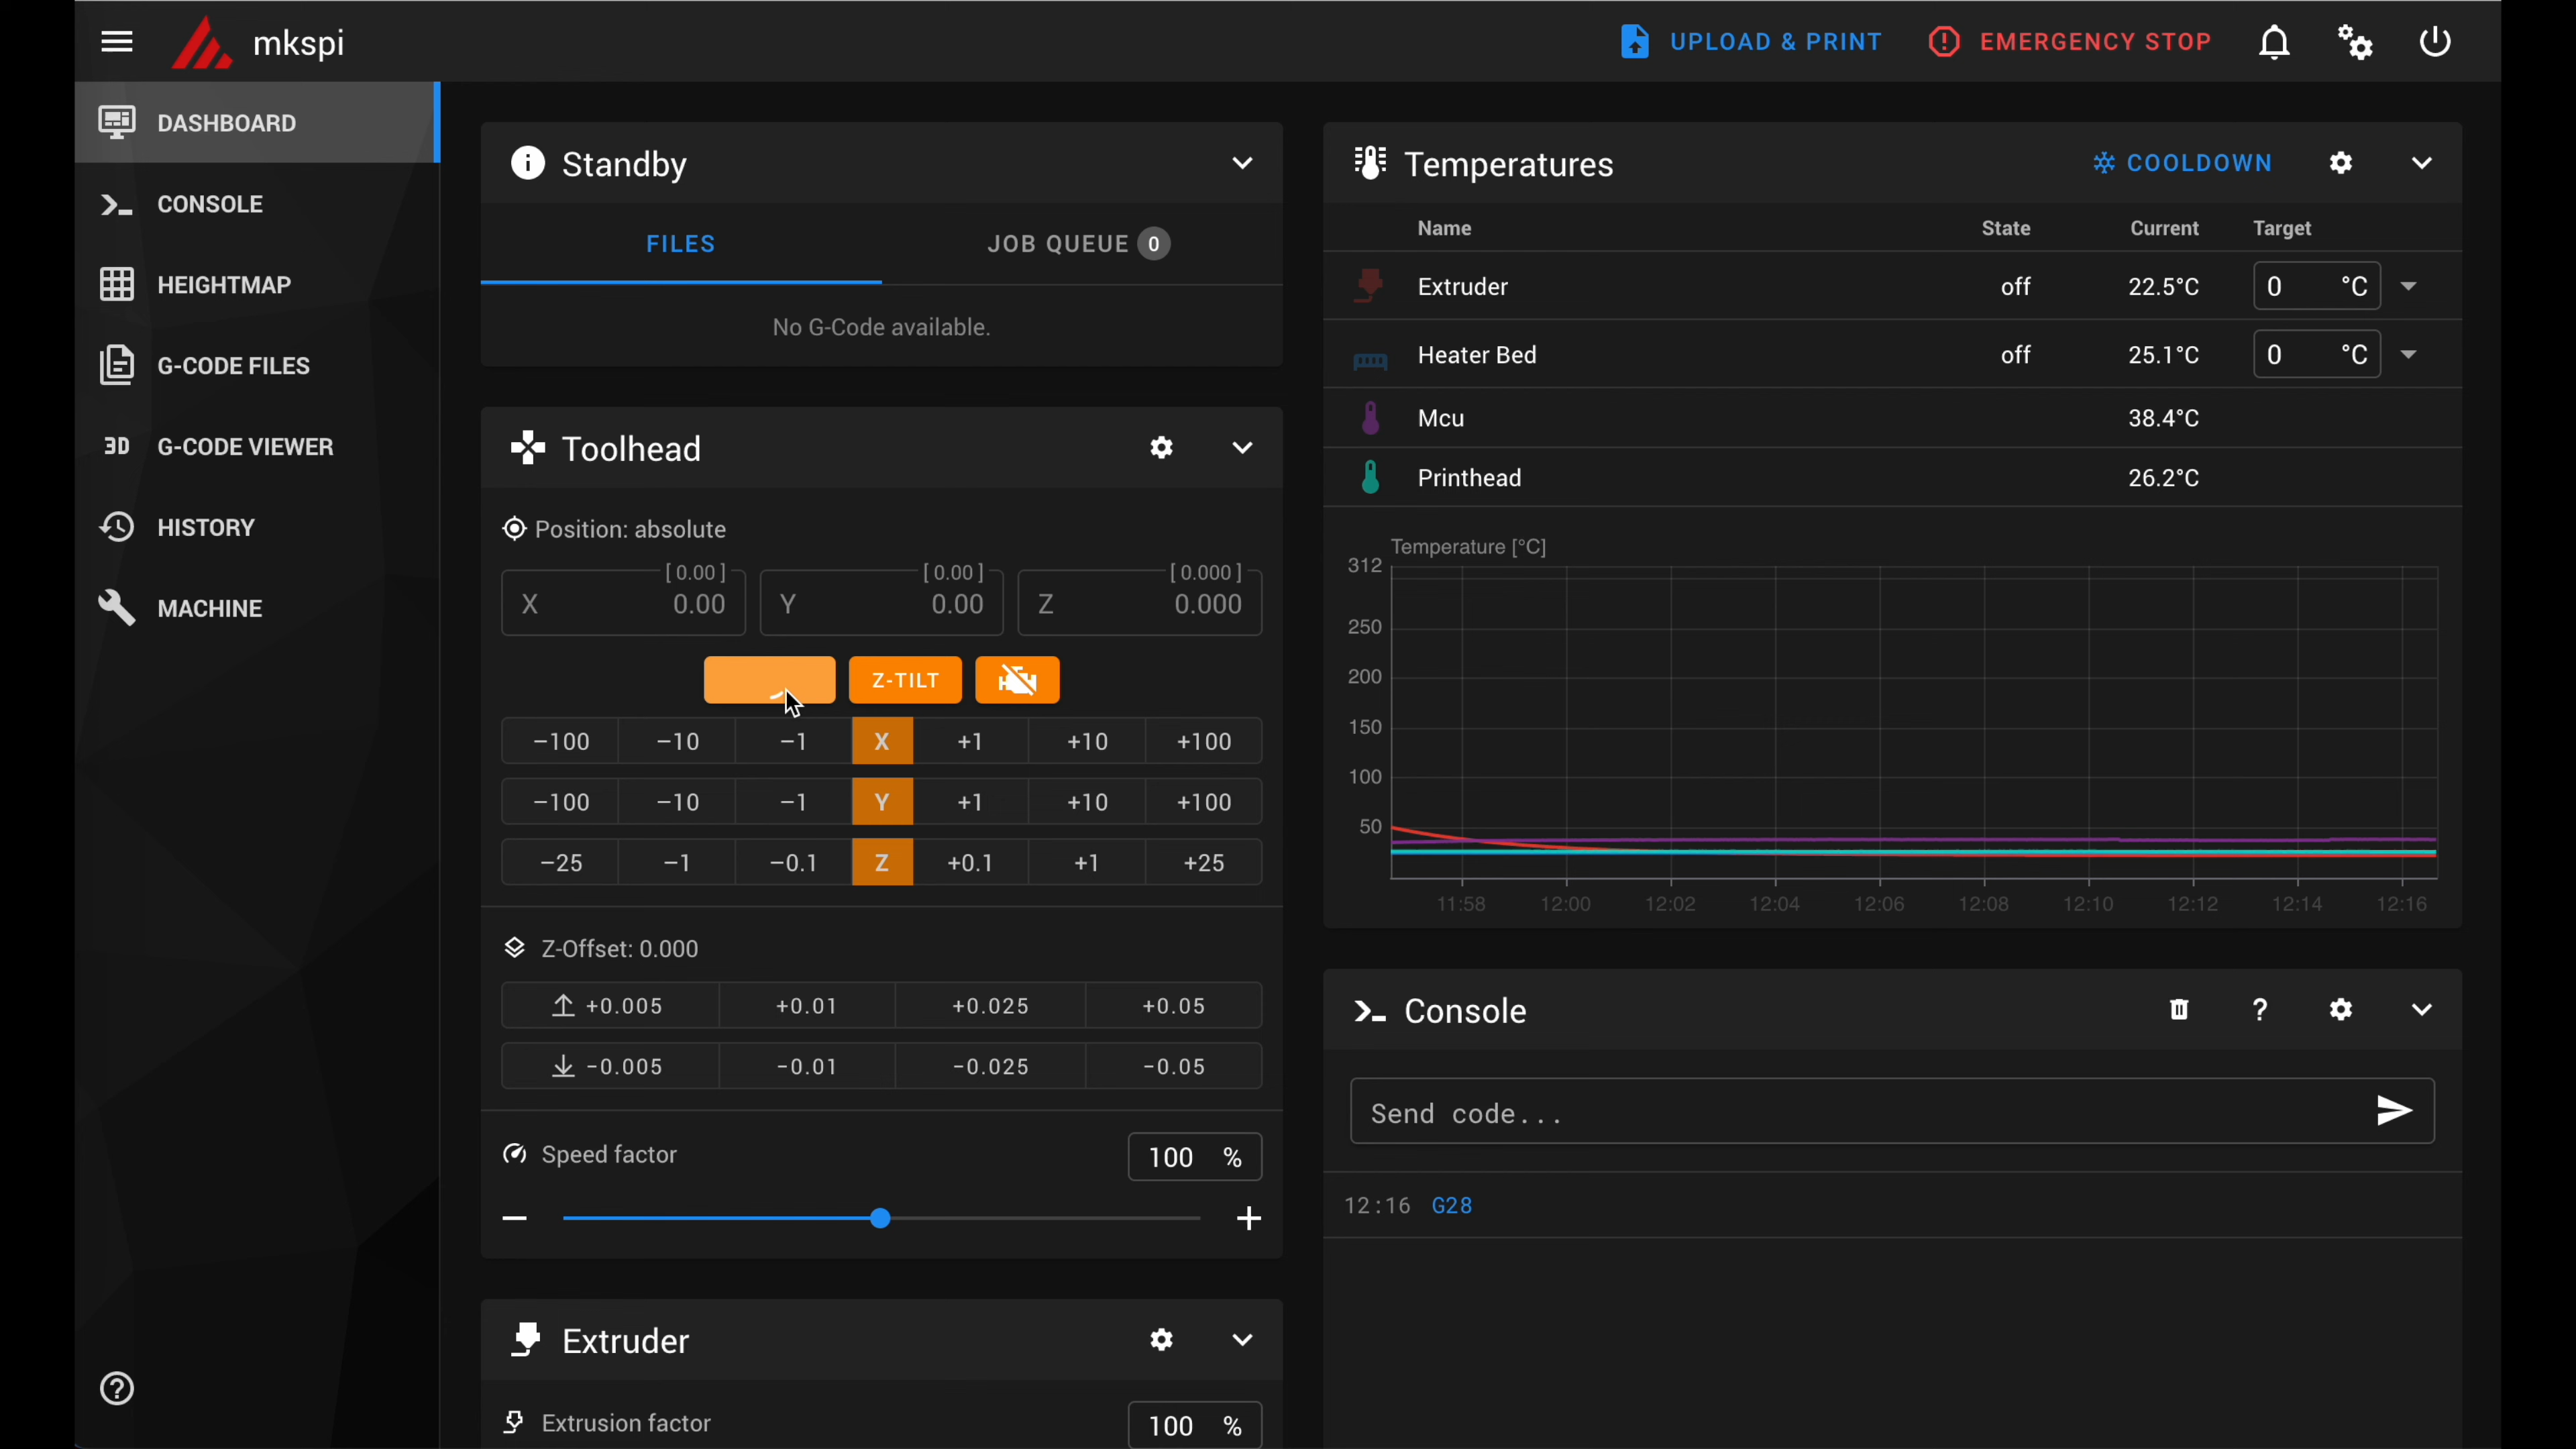 mkspi
UPLOAD & PRINT
EMERGENCY STOP
DASHBOARD
CONSOLE
HEIGHTMAP
G-CODE FILES
3D G-CODE VIEWER
HISTORY
MACHINE
Standby
FILES JOB QUEUE 0
No G-Code available.
Toolhead
Position: absolute
[ 0.00 ] [ 0.00 ] [ 0.000 ]
X 0.00 Y 0.00 Z 0.000
Z-TILT
−100 −10 −1 X +1 +10 +100
−100 −10 −1 Y +1 +10 +100
−25 −1 −0.1 Z +0.1 +1 +25
Z-Offset: 0.000
+0.005 +0.01 +0.025 +0.05
−0.005 −0.01 −0.025 −0.05
Speed factor 100 %
Extruder
Extrusion factor 100 %
Temperatures COOLDOWN
Name State Current Target
Extruder off 22.5°C 0 °C
Heater Bed off 25.1°C 0 °C
Mcu 38.4°C
Printhead 26.2°C
Temperature [°C]
312
250
200
150
100
50
11:58 12:00 12:02 12:04 12:06 12:08 12:10 12:12 12:14 12:16
Console
Send code...
12:16 G28